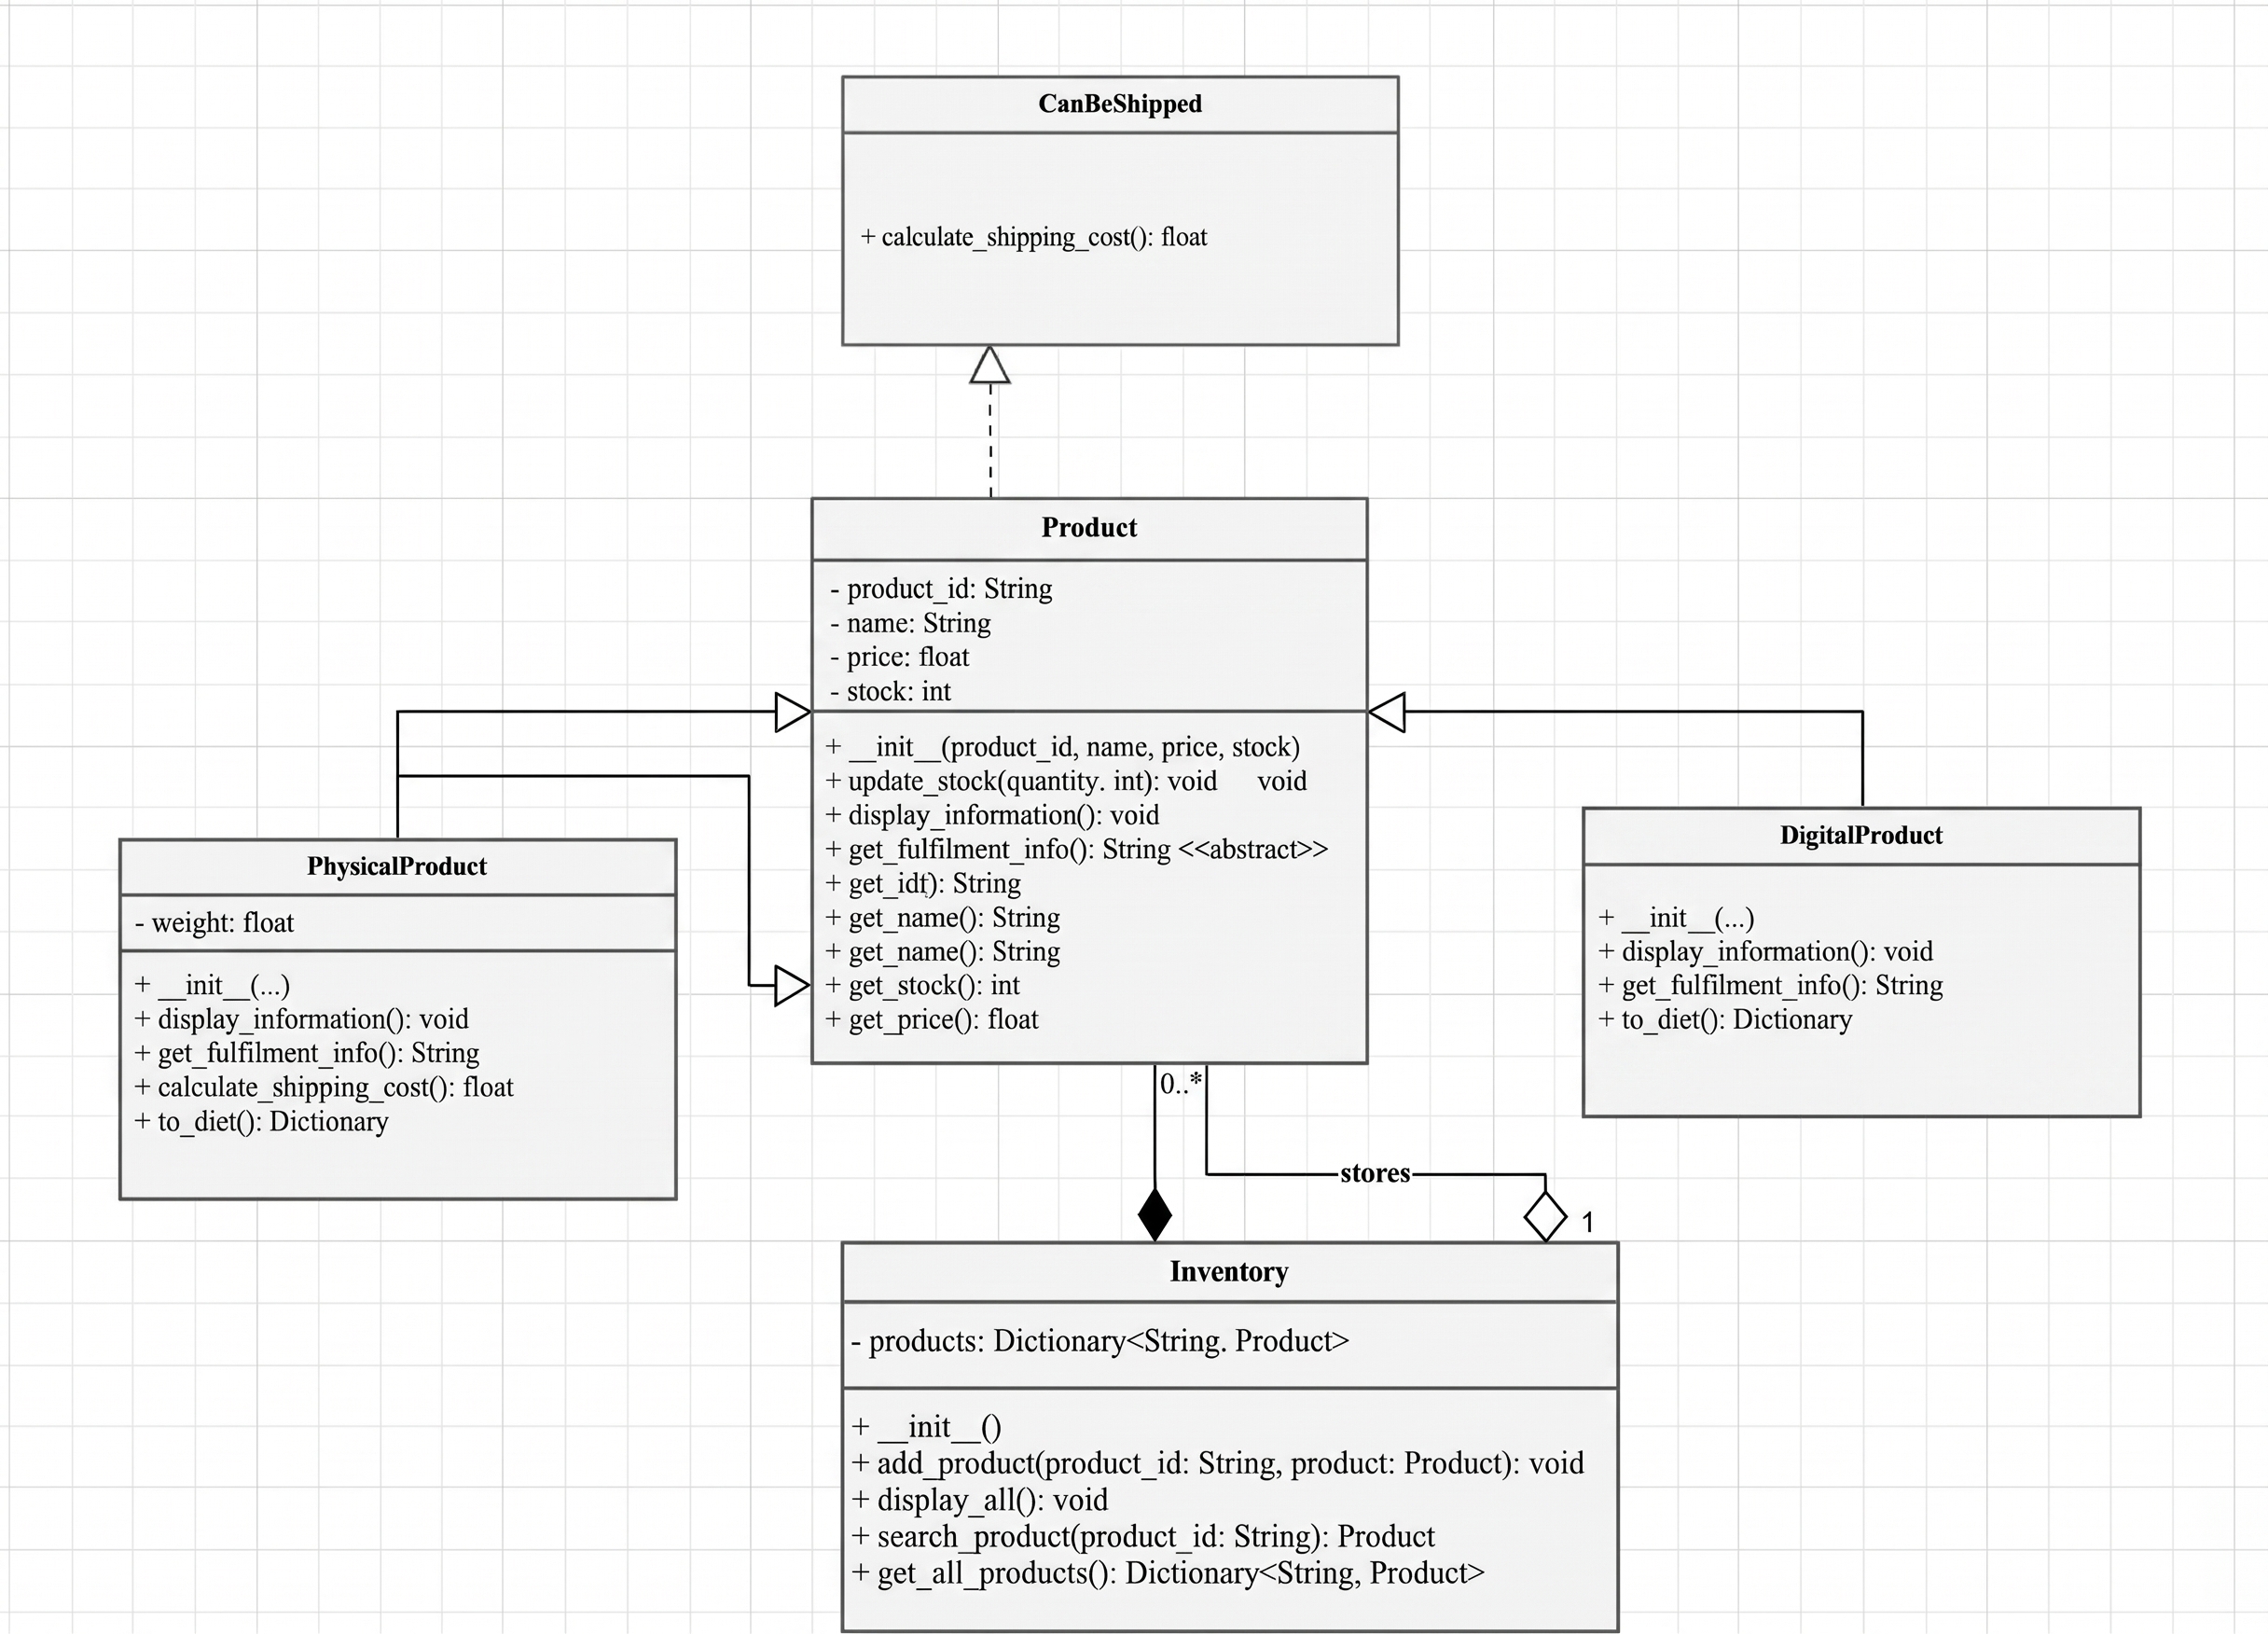 CanBeShipped
+ calculate_shipping_cost(): float
Product
- product_id: String
- name: String
- price: float
- stock: int
+ __init__(product_id, name, price, stock)
+ update_stock(quantity. int): void void
+ display_information(): void
+ get_fulfilment_info(): String <<abstract>>
+ get_idf): String
+ get_name(): String
+ get_name(): String
+ get_stock(): int
+ get_price(): float
PhysicalProduct
- weight: float
+ __init__(...)
+ display_information(): void
+ get_fulfilment_info(): String
+ calculate_shipping_cost(): float
+ to_diet(): Dictionary
DigitalProduct
+ __init__(...)
+ display_information(): void
+ get_fulfilment_info(): String
+ to_diet(): Dictionary
0..*
stores
1
Inventory
- products: Dictionary<String. Product>
+ __init__()
+ add_product(product_id: String, product: Product): void
+ display_all(): void
+ search_product(product_id: String): Product
+ get_all_products(): Dictionary<String, Product>